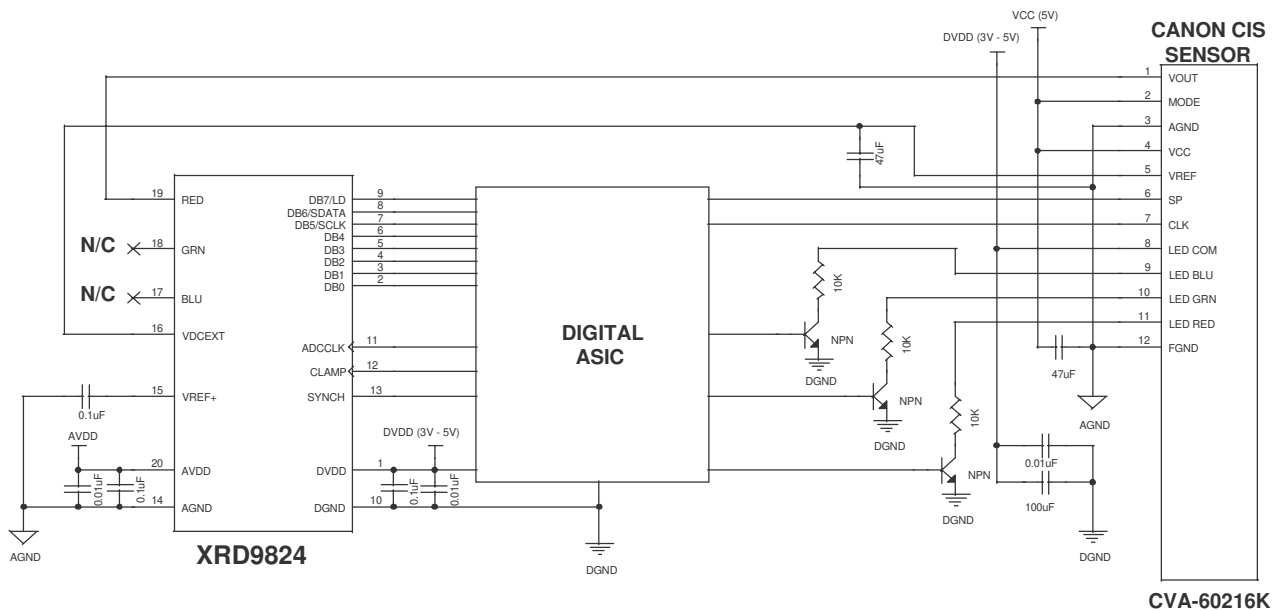 VCC (5V)
DVDD (3V - 5V)
CANON CIS
SENSOR
1 VOUT
2 MODE
3 AGND
4 VCC
5 VREF
6 SP
7 CLK
8 LED COM
9 LED BLU
10 LED GRN
11 LED RED
12 FGND
47uF
19 RED
N/C 18 GRN
N/C 17 BLU
16 VDCEXT
15 VREF+
0.1uF
AVDD
20 AVDD
0.01uF
0.1uF
14 AGND
AGND
DB7/LD 9
DB6/SDATA 8
DB5/SCLK 7
DB4 6
DB3 5
DB2 4
DB1 3
DB0 2
ADCCLK 11
CLAMP 12
SYNCH 13
DVDD (3V - 5V)
DVDD 1
0.1uF
0.01uF
DGND 10
XRD9824
DIGITAL
ASIC
DGND
10K
NPN
DGND
10K
NPN
DGND
10K
NPN
DGND
47uF
AGND
0.01uF
100uF
DGND
CVA-60216K